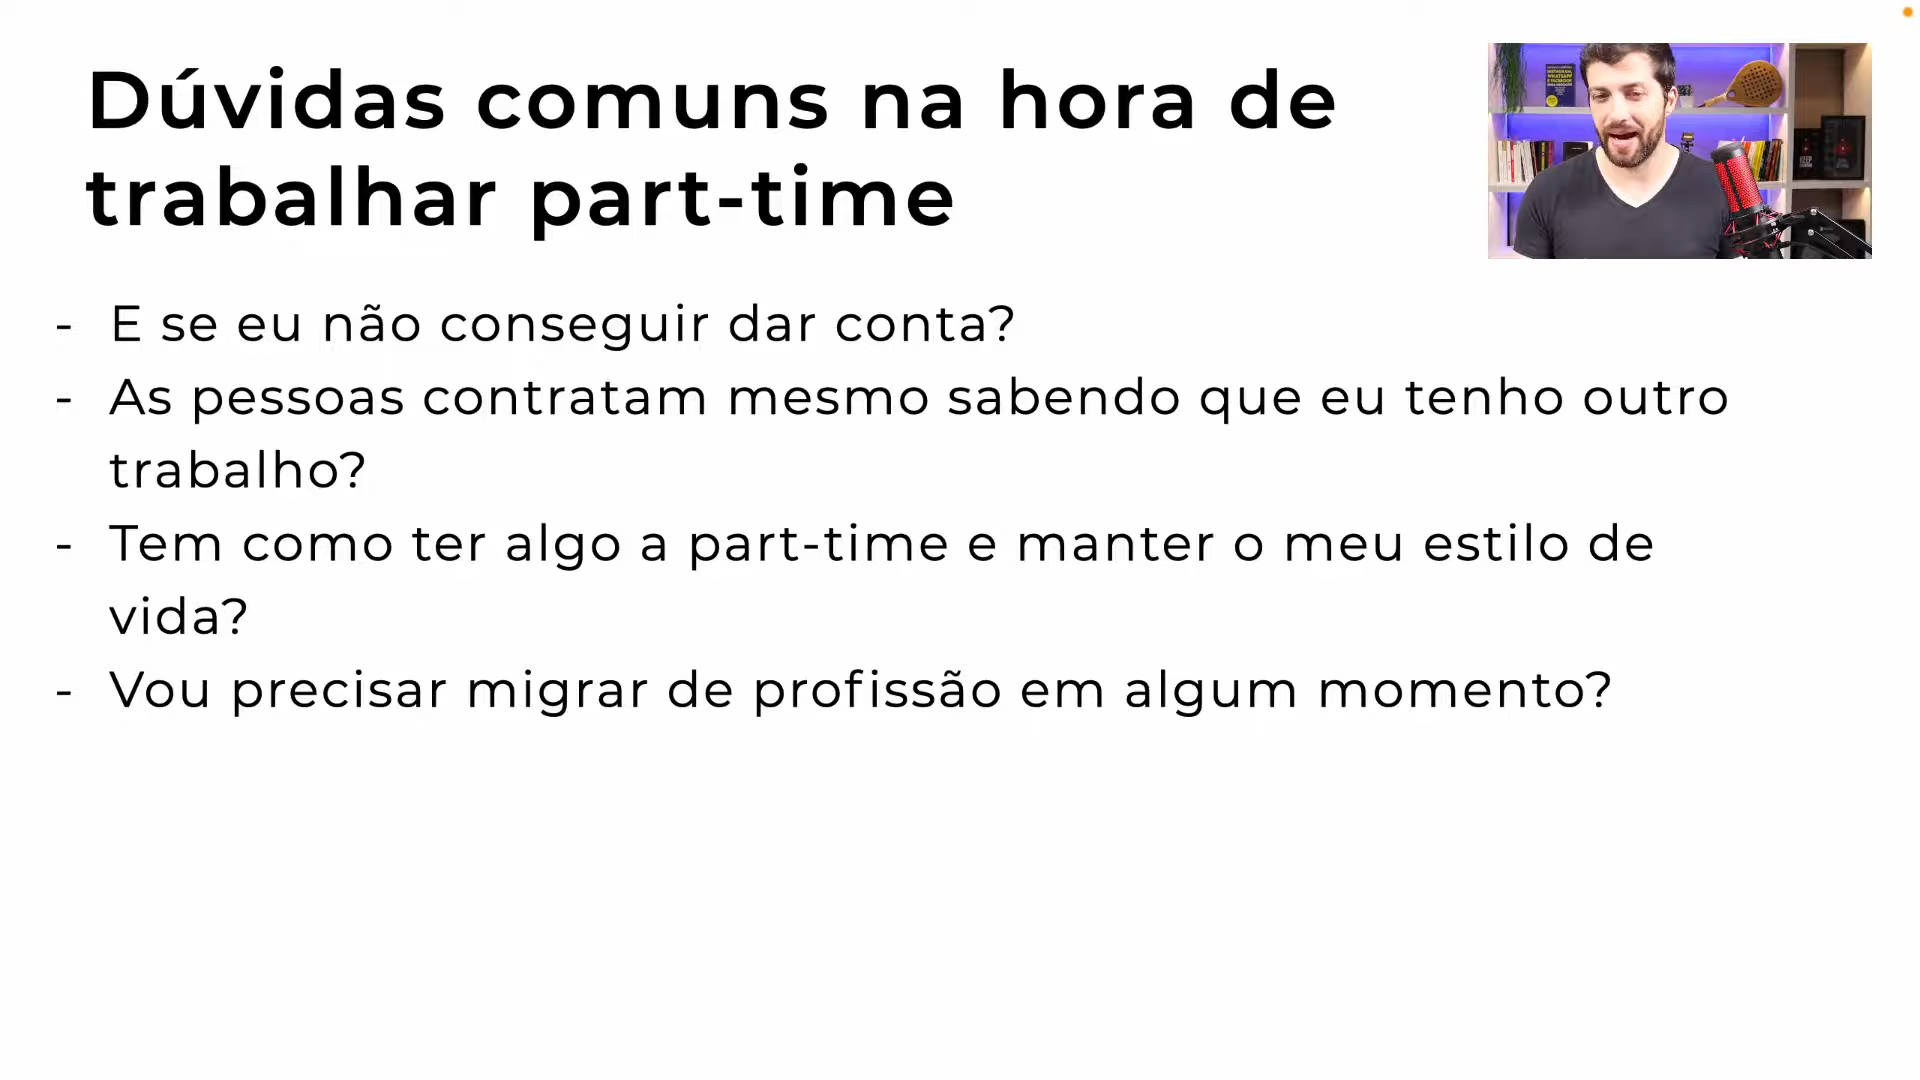 Dúvidas comuns na hora de
trabalhar part-time
- E se eu não conseguir dar conta?
- As pessoas contratam mesmo sabendo que eu tenho outro
trabalho?
- Tem como ter algo a part-time e manter o meu estilo de
vida?
- Vou precisar migrar de profissão em algum momento?